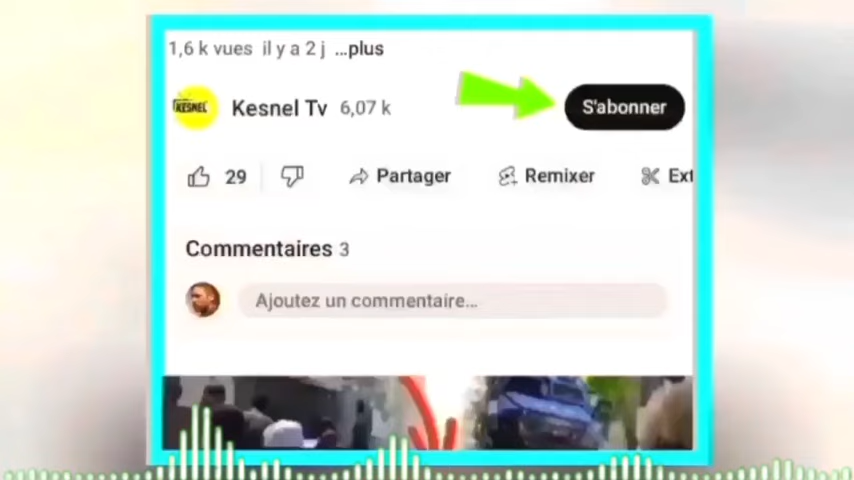 1,6 k vues il y a 2 j ...plus
KESNEL
Kesnel Tv 6,07 k
S'abonner
29 Partager Remixer Ext
Commentaires 3
Ajoutez un commentaire...